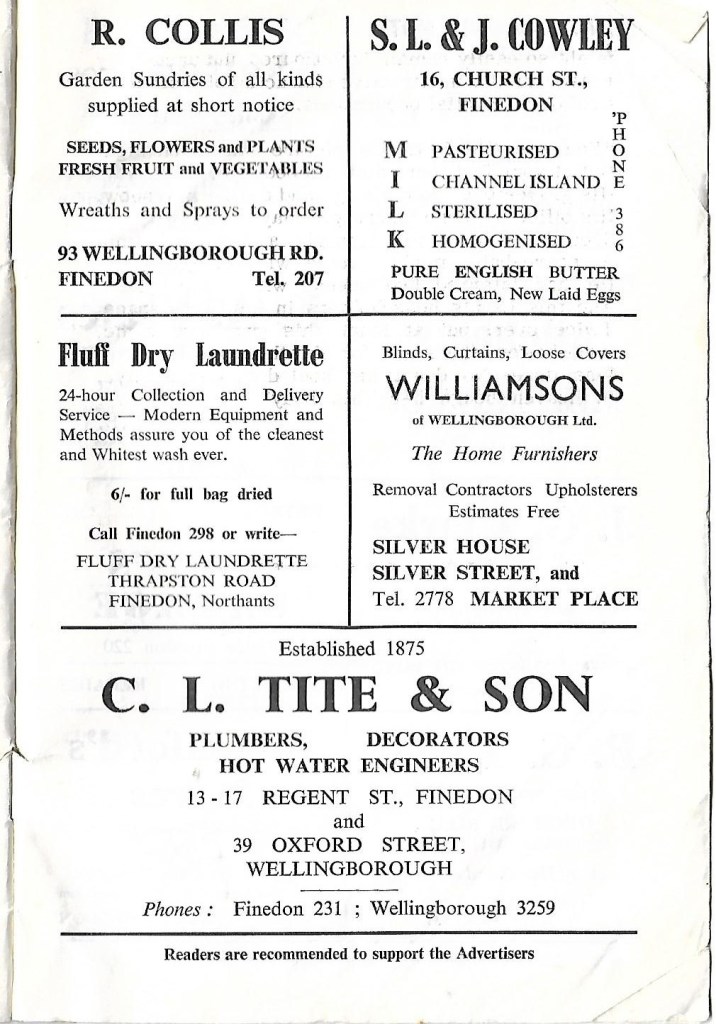 R. COLLIS
Garden Sundries of all kinds
supplied at short notice
SEEDS, FLOWERS and PLANTS
FRESH FRUIT and VEGETABLES
Wreaths and Sprays to order
93 WELLINGBOROUGH RD.
FINEDON Tel. 207
S. L. & J. COWLEY
16, CHURCH ST.,
FINEDON
'PHONE 386
MILK
PASTEURISED
CHANNEL ISLAND
STERILISED
HOMOGENISED
PURE ENGLISH BUTTER
Double Cream, New Laid Eggs
Fluff Dry Laundrette
24-hour Collection and Delivery
Service — Modern Equipment and
Methods assure you of the cleanest
and Whitest wash ever.
6/- for full bag dried
Call Finedon 298 or write—
FLUFF DRY LAUNDRETTE
THRAPSTON ROAD
FINEDON, Northants
Blinds, Curtains, Loose Covers
WILLIAMSONS
of WELLINGBOROUGH Ltd.
The Home Furnishers
Removal Contractors Upholsterers
Estimates Free
SILVER HOUSE
SILVER STREET, and
Tel. 2778 MARKET PLACE
Established 1875
C. L. TITE & SON
PLUMBERS, DECORATORS
HOT WATER ENGINEERS
13 - 17 REGENT ST., FINEDON
and
39 OXFORD STREET,
WELLINGBOROUGH
Phones : Finedon 231 ; Wellingborough 3259
Readers are recommended to support the Advertisers